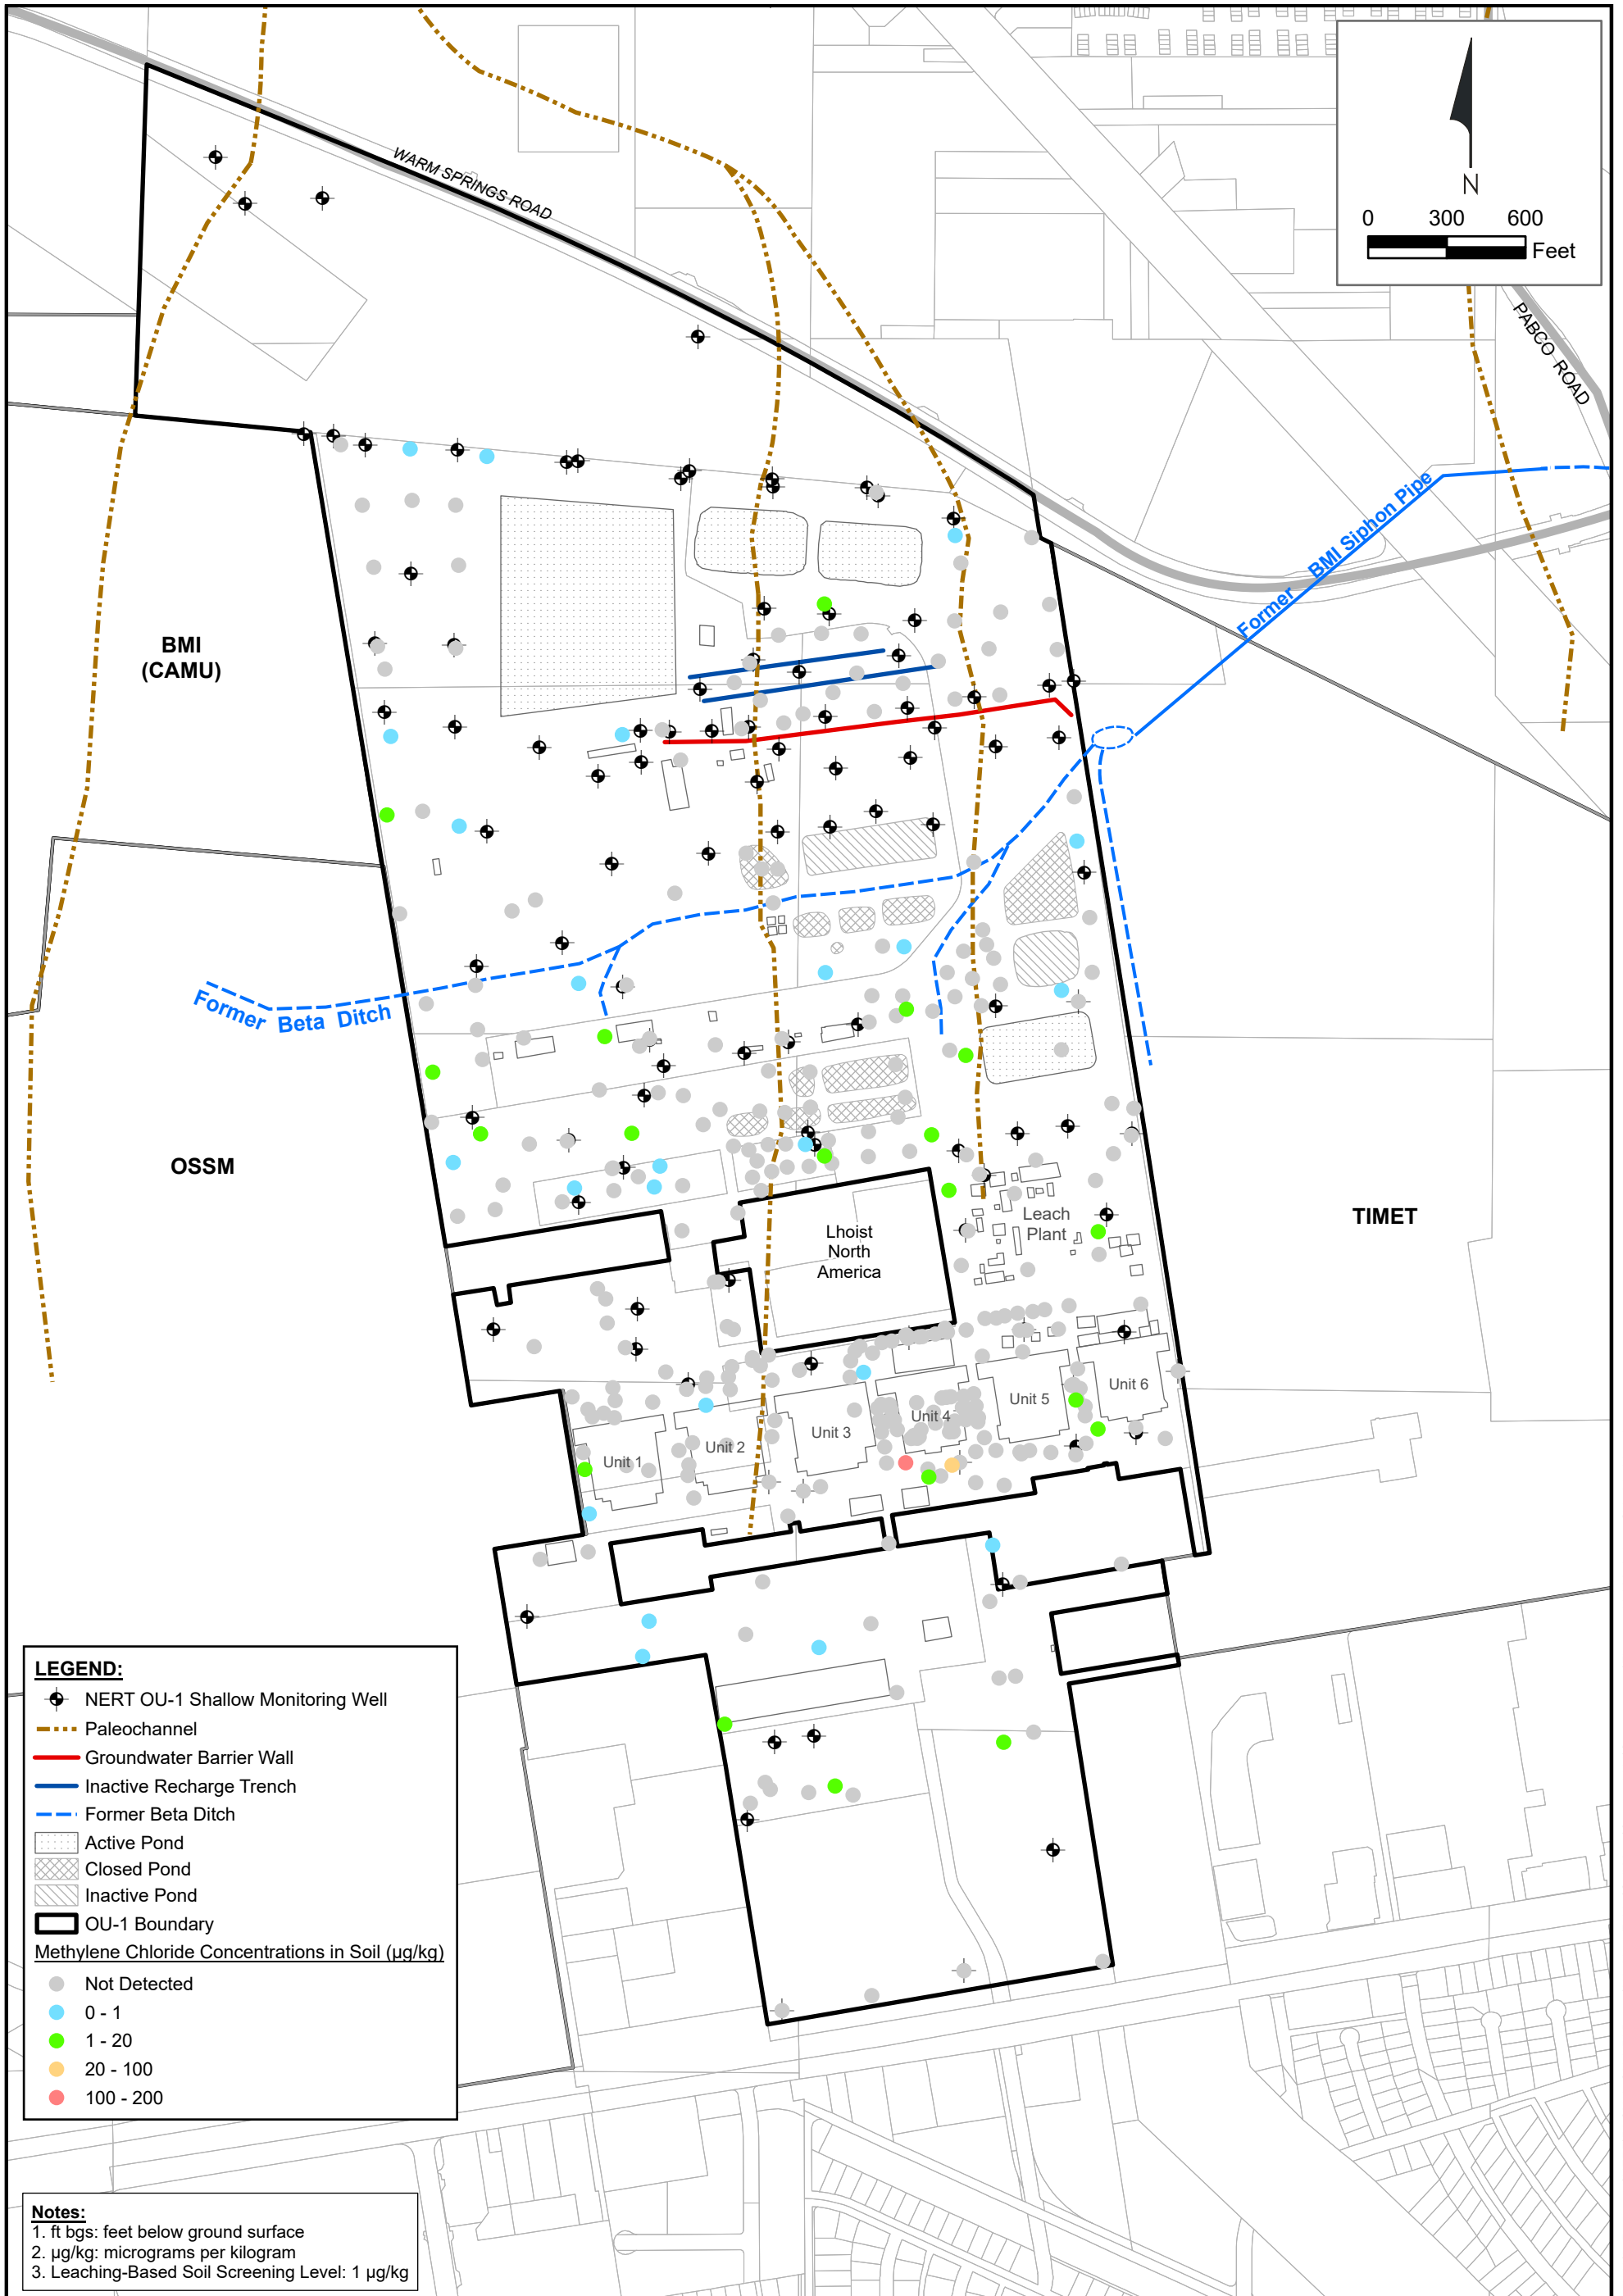 N
0 300 600
Feet
WARM SPRINGS ROAD
PABCO ROAD
Former BMI Siphon Pipe
BMI
(CAMU)
Former Beta Ditch
OSSM
TIMET
Lhoist
North
America
Leach
Plant
Unit 1
Unit 2
Unit 3
Unit 4
Unit 5
Unit 6
LEGEND:
NERT OU-1 Shallow Monitoring Well
Paleochannel
Groundwater Barrier Wall
Inactive Recharge Trench
Former Beta Ditch
Active Pond
Closed Pond
Inactive Pond
OU-1 Boundary
Methylene Chloride Concentrations in Soil (µg/kg)
Not Detected
0 - 1
1 - 20
20 - 100
100 - 200
Notes:
1. ft bgs: feet below ground surface
2. µg/kg: micrograms per kilogram
3. Leaching-Based Soil Screening Level: 1 µg/kg